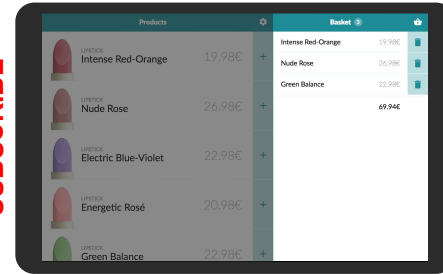 SUBSCRIBE
Products
Basket 3
LIPSTICK
Intense Red-Orange 19.98€ +
LIPSTICK
Nude Rose 26.98€ +
LIPSTICK
Electric Blue-Violet 22.98€ +
LIPSTICK
Energetic Rosé 20.98€ +
LIPSTICK
Green Balance 22.98€ +
Intense Red-Orange 19.98€
Nude Rose 26.98€
Green Balance 22.98€
69.94€